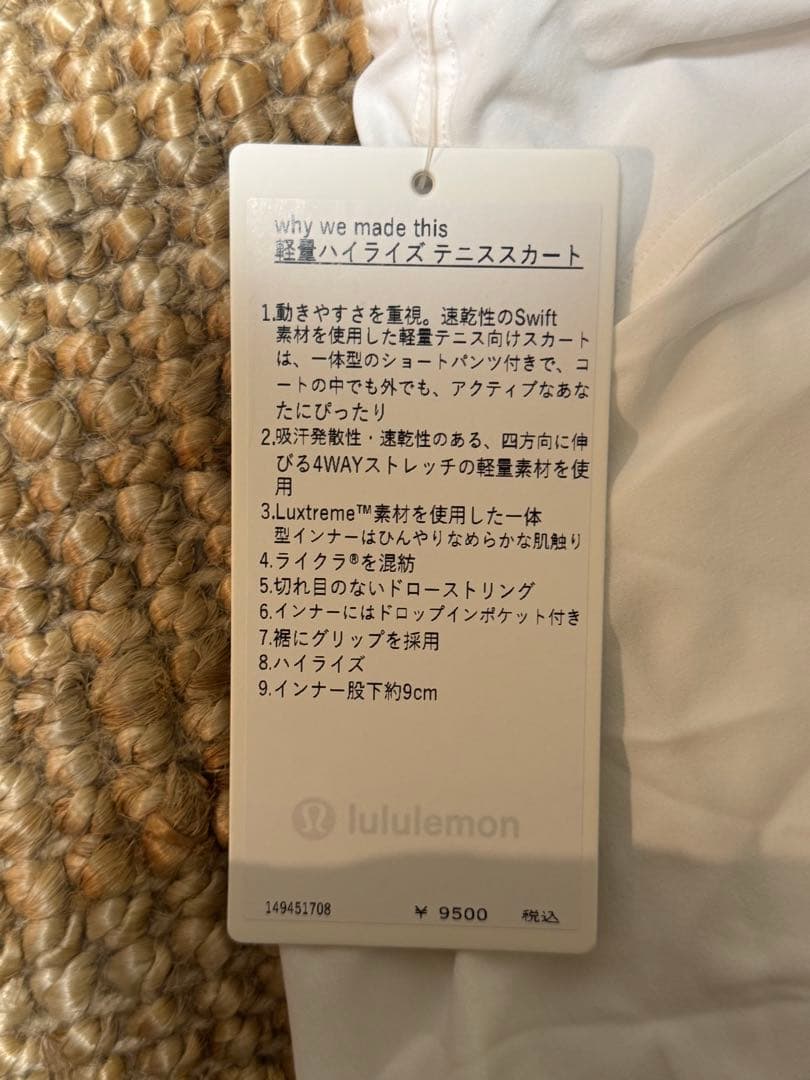 why we made this
軽量ハイライズ テニススカート
1.動きやすさを重視。速乾性のSwift
素材を使用した軽量テニス向けスカート
は、一体型のショートパンツ付きで、コ
ートの中でも外でも、アクティブなあな
たにぴったり
2.吸汗発散性・速乾性のある、四方向に伸
びる4WAYストレッチの軽量素材を使
用
3.Luxtreme™素材を使用した一体
型インナーはひんやりなめらかな肌触り
4.ライクラ®を混紡
5.切れ目のないドローストリング
6.インナーにはドロップインポケット付き
7.裾にグリップを採用
8.ハイライズ
9.インナー股下約9cm
lululemon
149451708 ¥ 9500 税込